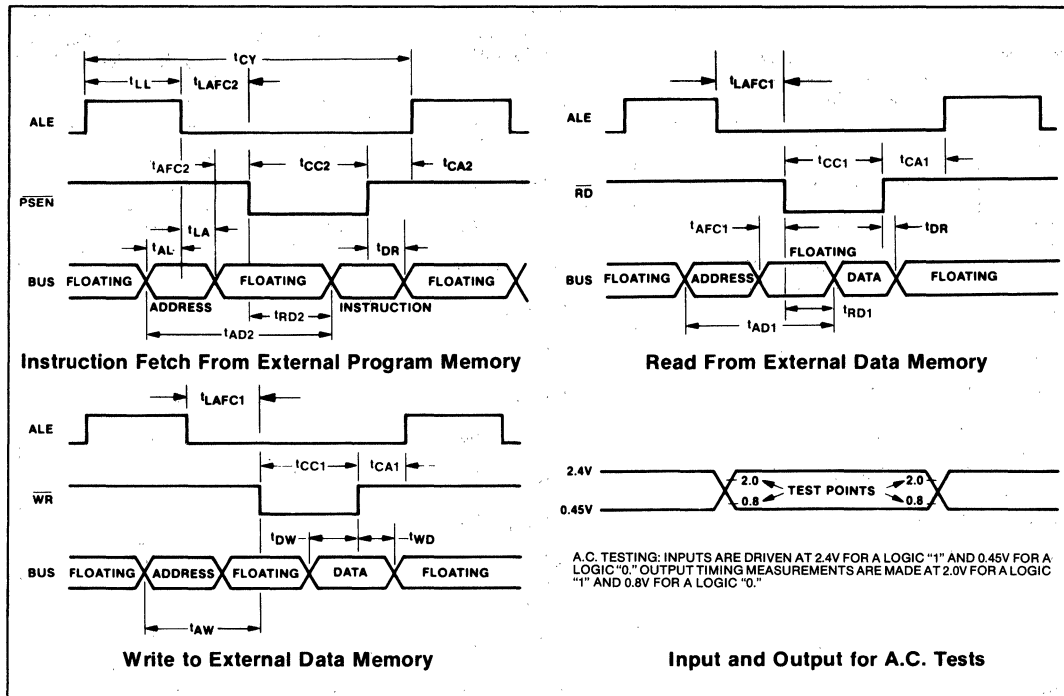 tCY
tLL
tLAFC2
ALE
tAFC2
tCC2
tCA2
PSEN
tLA
tAL
tDR
BUS
FLOATING
FLOATING
FLOATING
ADDRESS
INSTRUCTION
tRD2
tAD2
Instruction Fetch From External Program Memory
tLAFC1
ALE
tCC1
tCA1
RD
tAFC1
tDR
FLOATING
BUS
FLOATING
ADDRESS
DATA
FLOATING
tRD1
tAD1
Read From External Data Memory
tLAFC1
ALE
tCC1
tCA1
WR
tDW
tWD
BUS
FLOATING
ADDRESS
FLOATING
DATA
FLOATING
tAW
Write to External Data Memory
2.4V
2.0
TEST POINTS
2.0
0.8
0.8
0.45V
A.C. TESTING: INPUTS ARE DRIVEN AT 2.4V FOR A LOGIC “1” AND 0.45V FOR A
LOGIC “0.” OUTPUT TIMING MEASUREMENTS ARE MADE AT 2.0V FOR A LOGIC
“1” AND 0.8V FOR A LOGIC “0.”
Input and Output for A.C. Tests